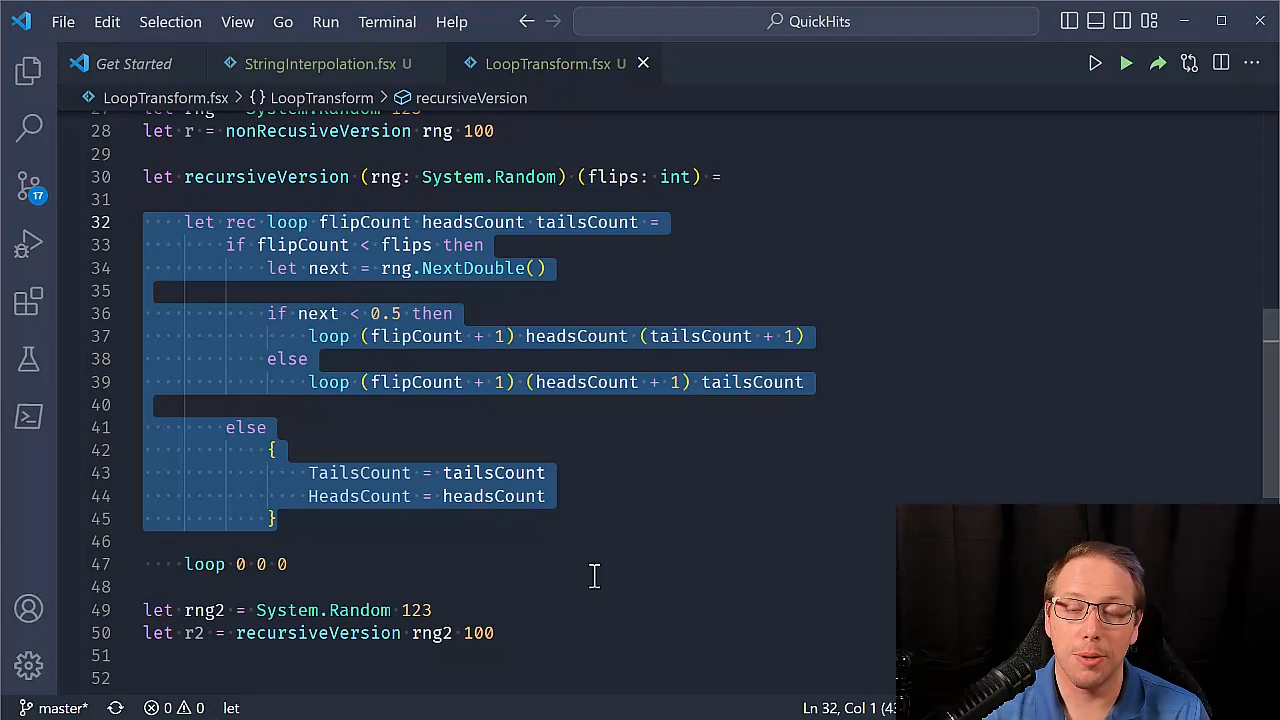 File Edit Selection View Go Run Terminal Help QuickHits
Get Started StringInterpolation.fsx U LoopTransform.fsx U
LoopTransform.fsx > {} LoopTransform > recursiveVersion
27 let rng = System.Random 123
28 let r = nonRecusiveVersion rng 100
29
30 let recursiveVersion (rng: System.Random) (flips: int) =
31
32 let rec loop flipCount headsCount tailsCount =
33 if flipCount < flips then
34 let next = rng.NextDouble()
35
36 if next < 0.5 then
37 loop (flipCount + 1) headsCount (tailsCount + 1)
38 else
39 loop (flipCount + 1) (headsCount + 1) tailsCount
40
41 else
42 {
43 TailsCount = tailsCount
44 HeadsCount = headsCount
45 }
46
47 loop 0 0 0
48
49 let rng2 = System.Random 123
50 let r2 = recursiveVersion rng2 100
51
52
17
master* 0 0 let Ln 32, Col 1